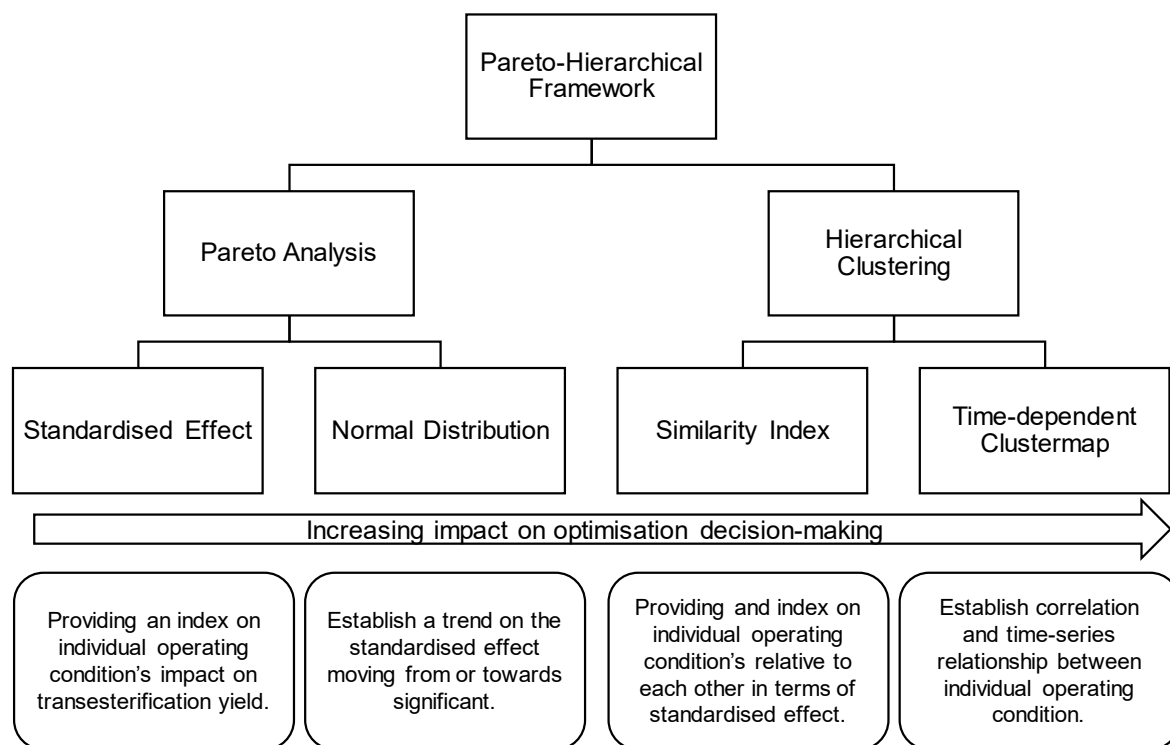 Pareto-Hierarchical
Framework
Pareto Analysis
Hierarchical
Clustering
Standardised Effect
Normal Distribution
Similarity Index
Time-dependent
Clustermap
Increasing impact on optimisation decision-making
Providing an index on
individual operating
condition's impact on
transesterification yield.
Establish a trend on the
standardised effect
moving from or towards
significant.
Providing and index on
individual operating
condition's relative to
each other in terms of
standardised effect.
Establish correlation
and time-series
relationship between
individual operating
condition.